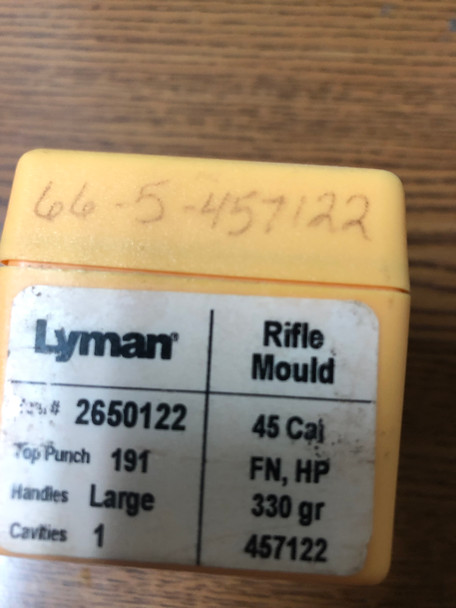 66-5-457122
Lyman®
Rifle
Mould
# 2650122
Top Punch 191
Handles Large
Cavities 1
45 Cal
FN, HP
330 gr
457122